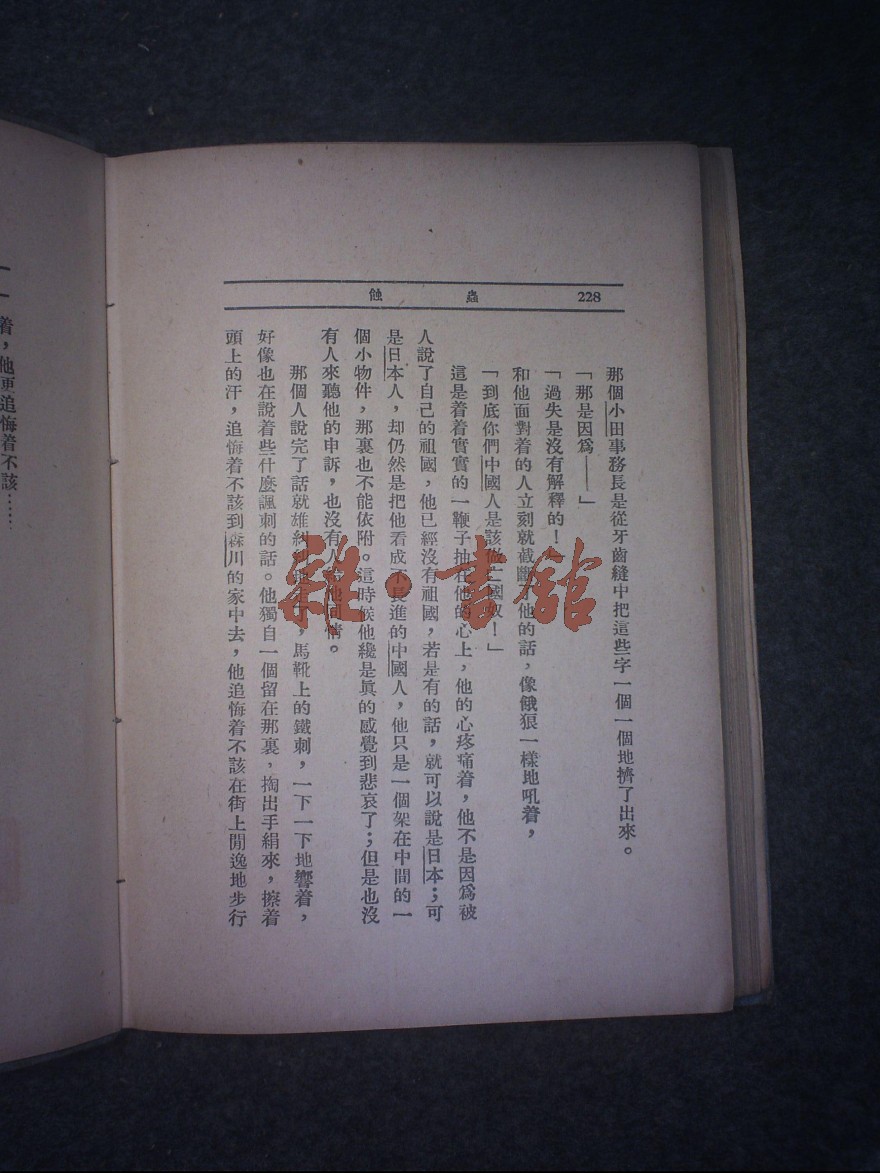 228 蟲蝕
那個小田事務長是從牙齒縫中把這些字一個一個地擠了出來。
「那是因爲——」
「過失是沒有解釋的!」
和他面對着的人立刻就截斷了他的話,像餓狼一樣地吼着,
「到底你們中國人是該做亡國奴!」
這是着着實實的一鞭子抽在他的心上,他的心疼痛着,他不是因爲被
人說了自己的祖國,他已經沒有祖國,若是有的話,就可以說是日本;可
是日本人,却仍然是把他看成不長進的中國人,他只是一個架在中間的一
個小物件,那裏也不能依附。這時候他纔是眞的感覺到悲哀了;但是也沒
有人來聽他的申訴,也沒有人給他同情。
那個人說完了話就雄糾糾地走了,馬靴上的鐵刺,一下一下地響着,
好像也在說着些什麼諷刺的話。他獨自一個留在那裏,掏出手絹來,擦着
頭上的汗,追悔着不該到森川的家中去,他追悔着不該在街上閒逸地步行
着,他更追悔着不該……
雜·書館